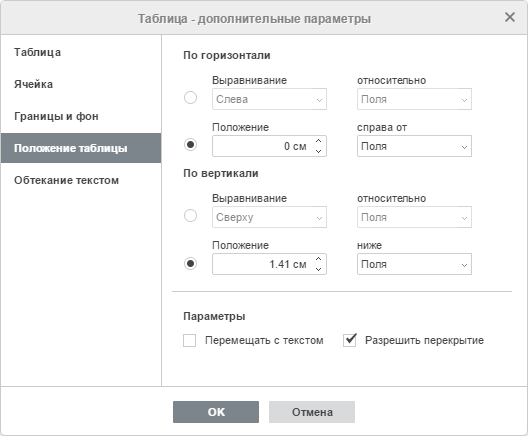 Таблица - дополнительные параметры
Таблица
Ячейка
Границы и фон
Положение таблицы
Обтекание текстом
По горизонтали
Выравнивание относительно
Слева Поля
Положение справа от
0 см Поля
По вертикали
Выравнивание относительно
Сверху Поля
Положение ниже
1.41 см Поля
Параметры
Перемещать с текстом Разрешить перекрытие
OK Отмена